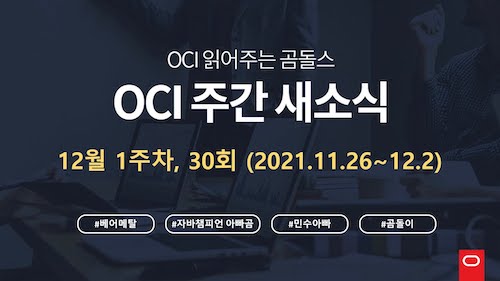 OCI 읽어주는 곰돌스
OCI 주간 새소식
12월 1주차, 30회 (2021.11.26~12.2)
#베어메탈 #자바챔피언 아빠곰 #민수아빠 #곰돌이